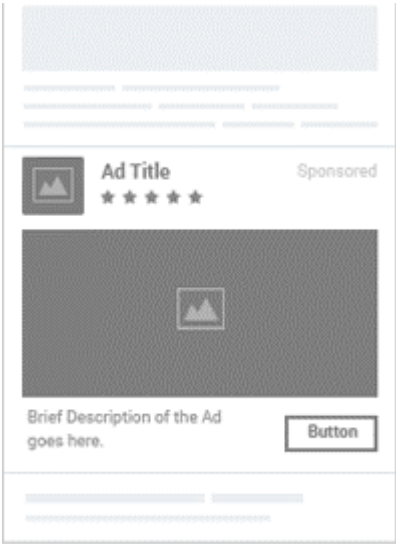 Ad Title
Sponsored
Brief Description of the Ad
goes here.
Button